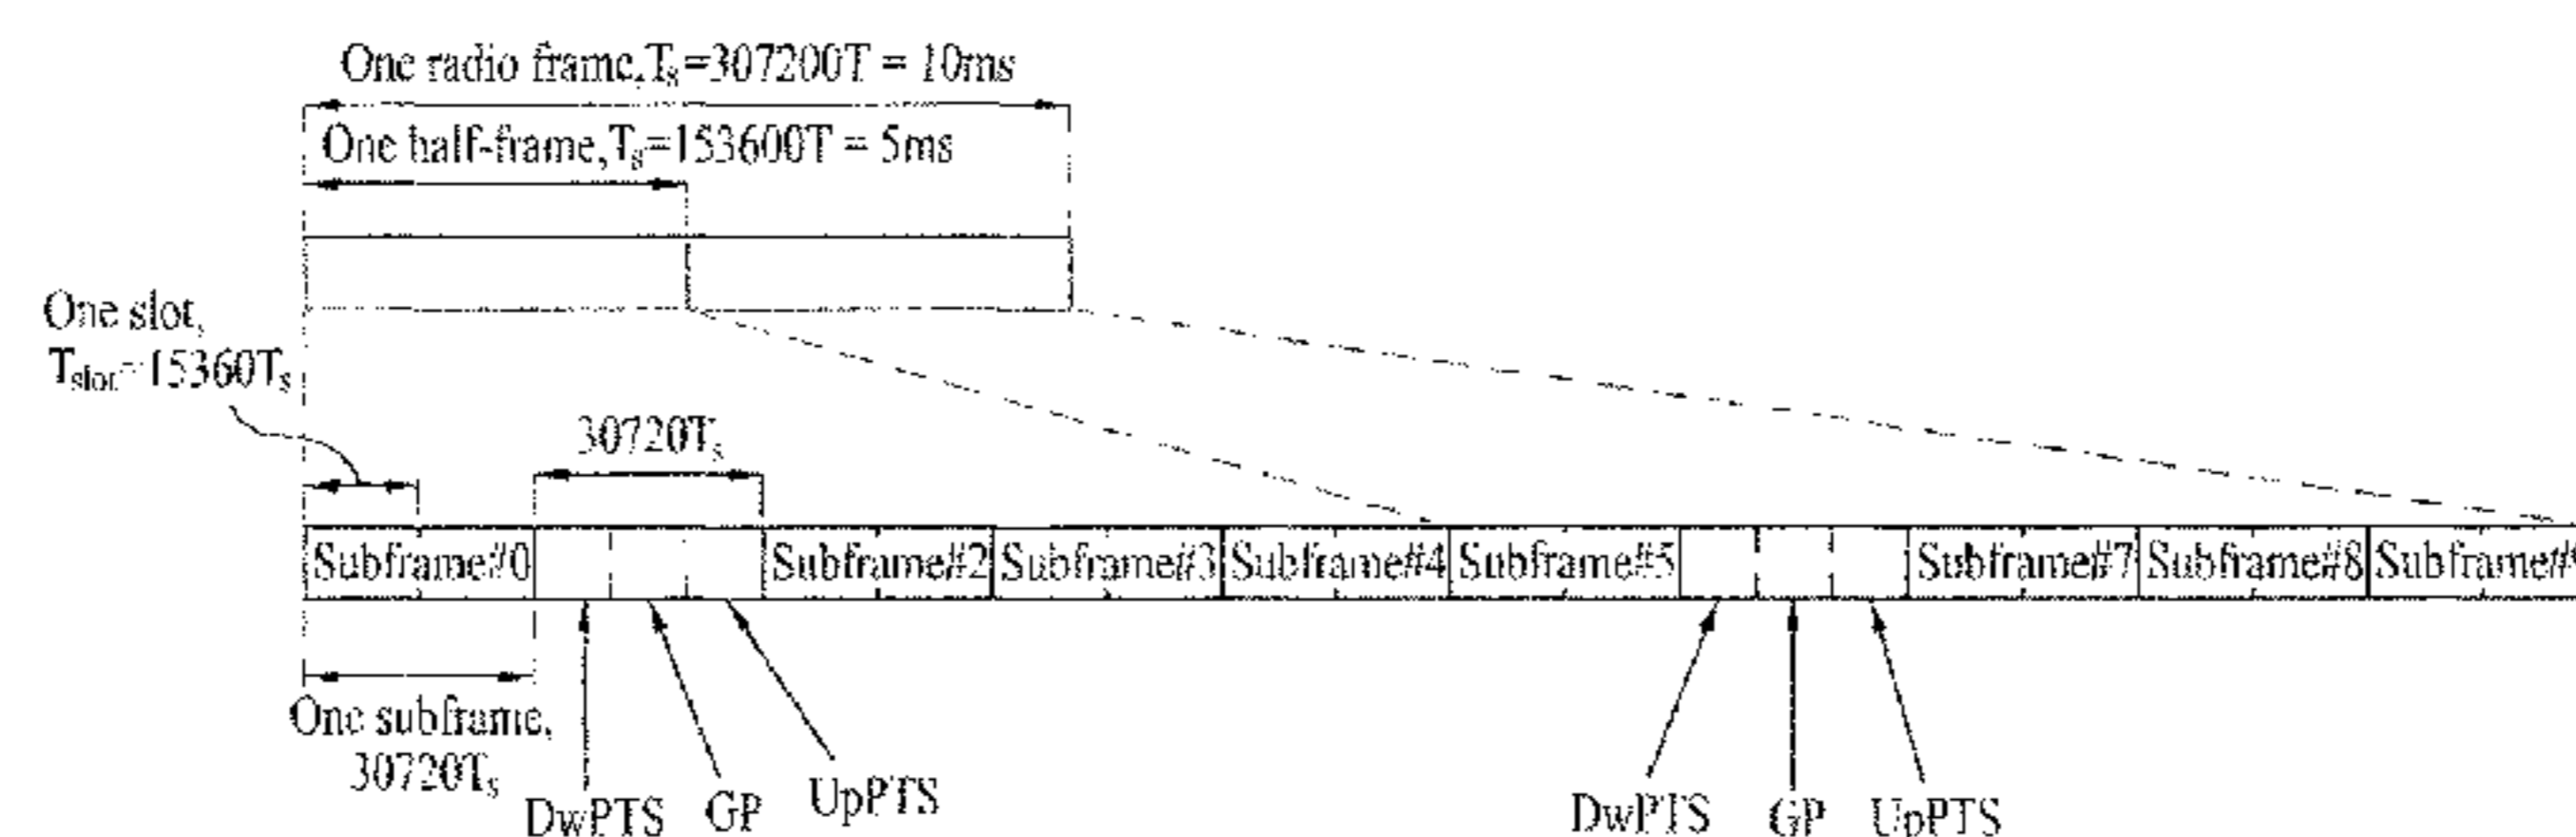 One radio frame,Ts=307200T = 10ms
One half-frame,Ts=153600T = 5ms
One slot,
Tslot=15360Ts
30720Ts
Subframe#0 Subframe#2 Subframe#3 Subframe#4 Subframe#5 Subframe#7 Subframe#8
One subframe,
30720Ts
DwPTS GP UpPTS DwPTS GP UpPTS